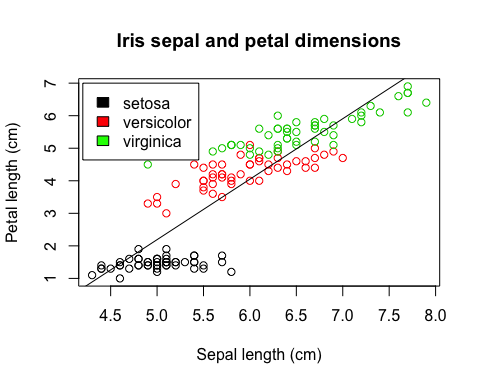 Iris sepal and petal dimensions
setosa
versicolor
virginica
Petal length (cm)
7
6
5
4
3
2
1
4.5 5.0 5.5 6.0 6.5 7.0 7.5 8.0
Sepal length (cm)